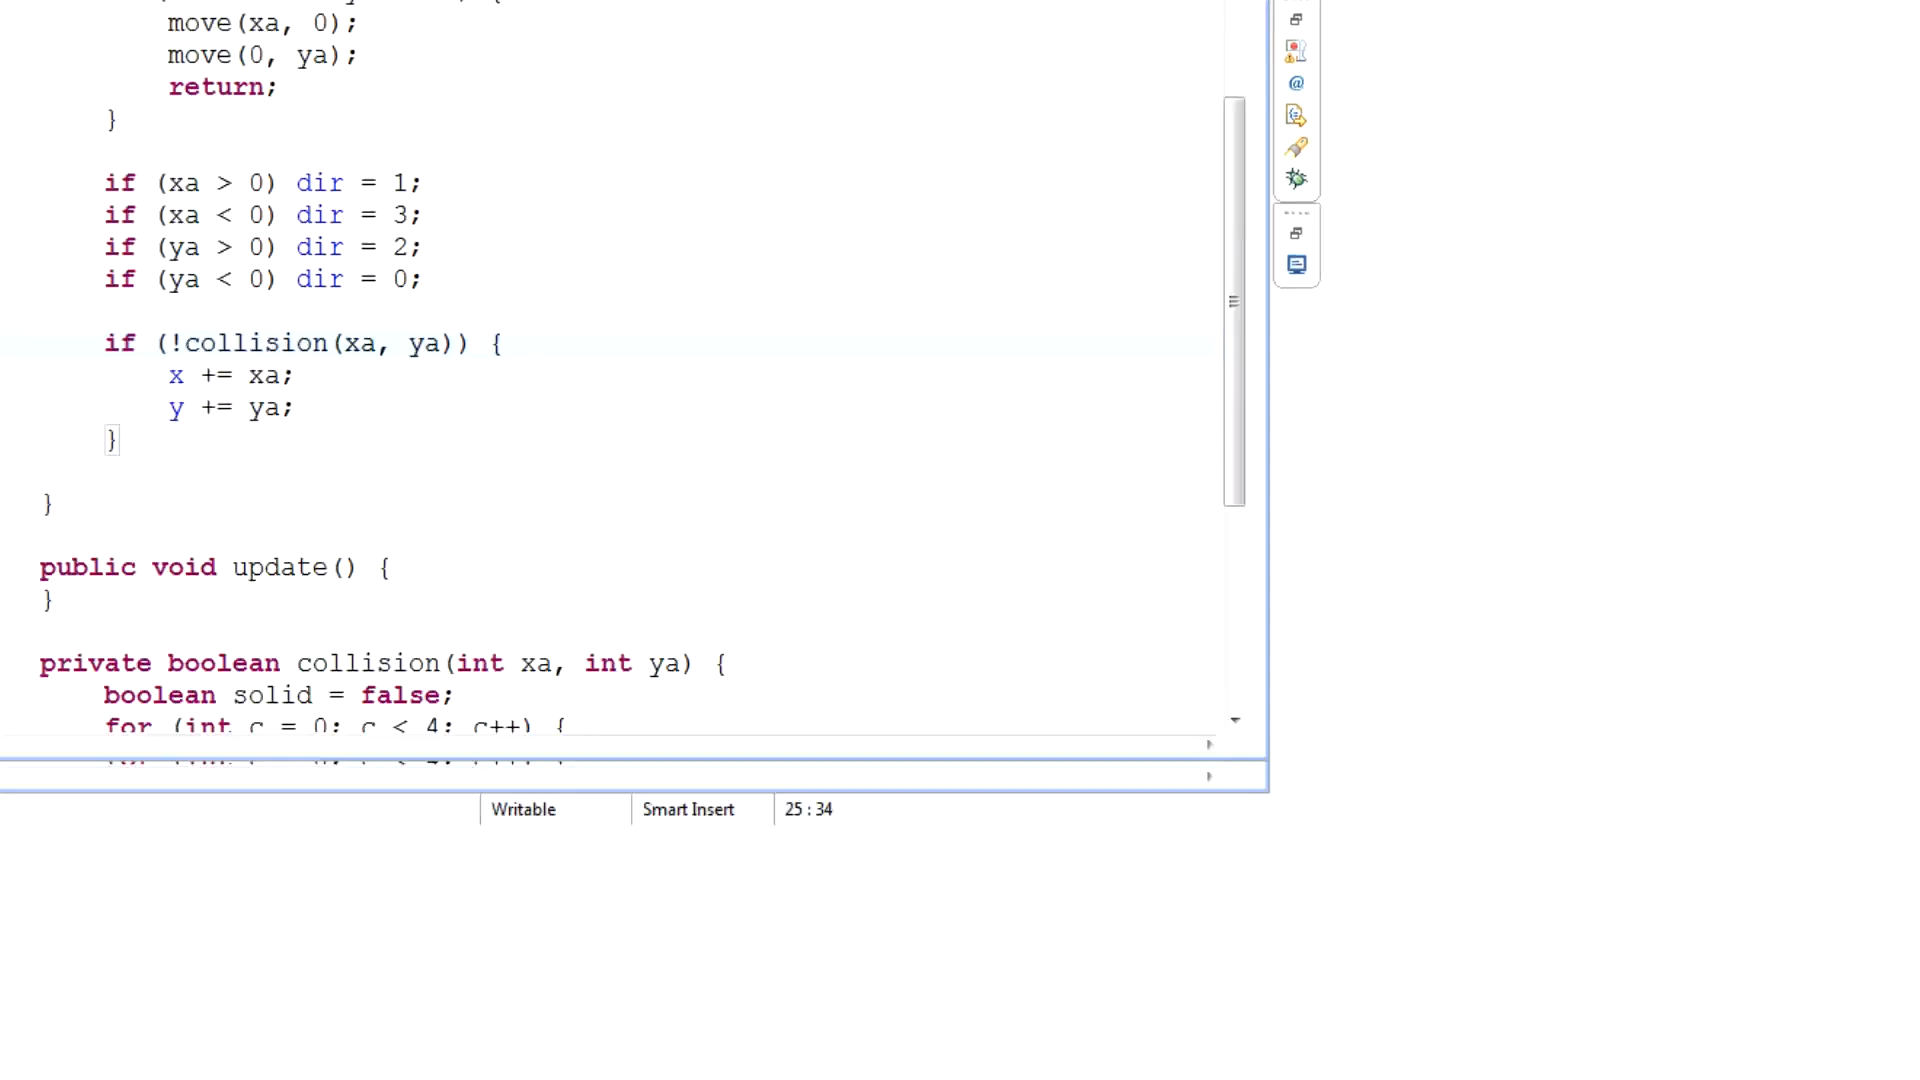 move(xa, 0);
move(0, ya);
return;
}
if (xa > 0) dir = 1;
if (xa < 0) dir = 3;
if (ya > 0) dir = 2;
if (ya < 0) dir = 0;
if (!collision(xa, ya)) {
x += xa;
y += ya;
}
}
public void update() {
}
private boolean collision(int xa, int ya) {
boolean solid = false;
for (int c = 0; c < 4; c++) {
Writable
Smart Insert
25 : 34